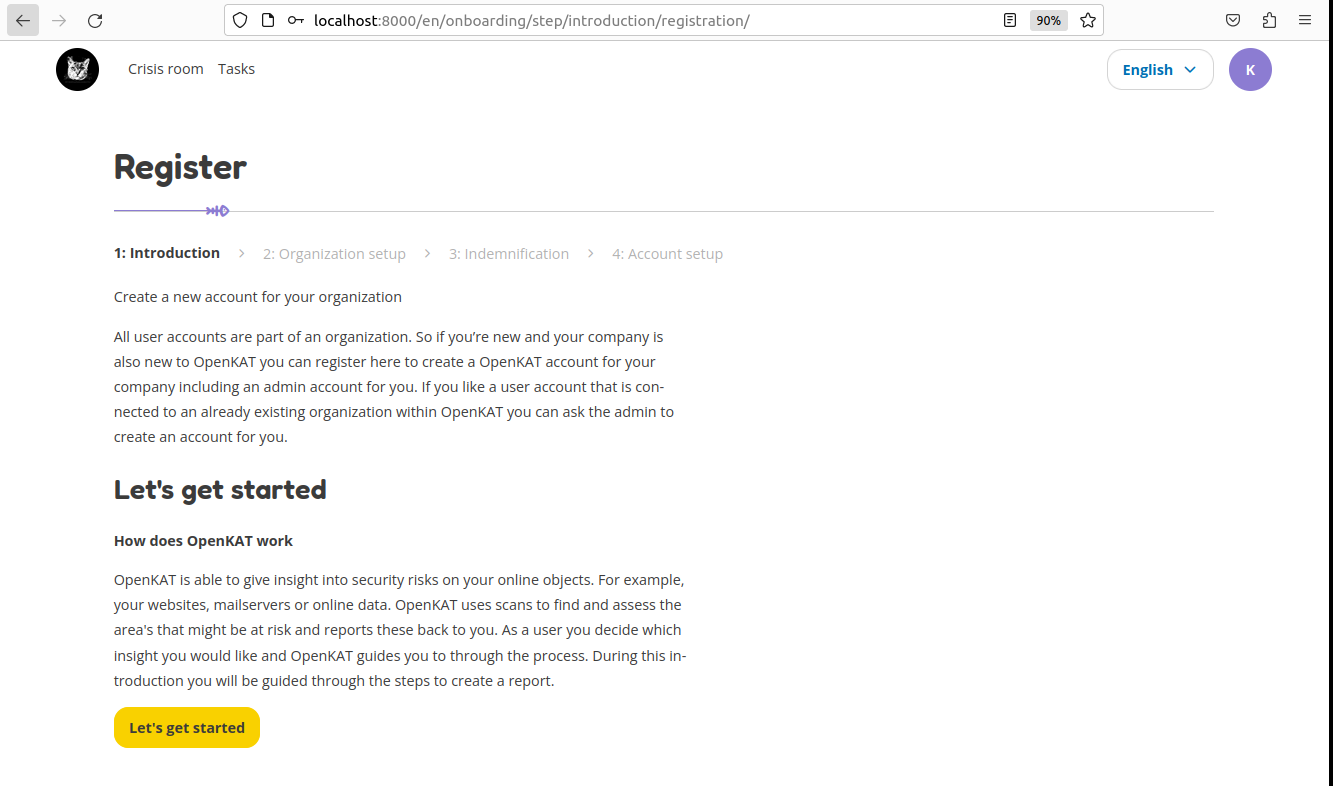 localhost:8000/en/onboarding/step/introduction/registration/
90%
Crisis room Tasks
English
K
Register
1: Introduction 2: Organization setup 3: Indemnification 4: Account setup
Create a new account for your organization
All user accounts are part of an organization. So if you’re new and your company is
also new to OpenKAT you can register here to create a OpenKAT account for your
company including an admin account for you. If you like a user account that is con-
nected to an already existing organization within OpenKAT you can ask the admin to
create an account for you.
Let's get started
How does OpenKAT work
OpenKAT is able to give insight into security risks on your online objects. For example,
your websites, mailservers or online data. OpenKAT uses scans to find and assess the
area's that might be at risk and reports these back to you. As a user you decide which
insight you would like and OpenKAT guides you to through the process. During this in-
troduction you will be guided through the steps to create a report.
Let's get started